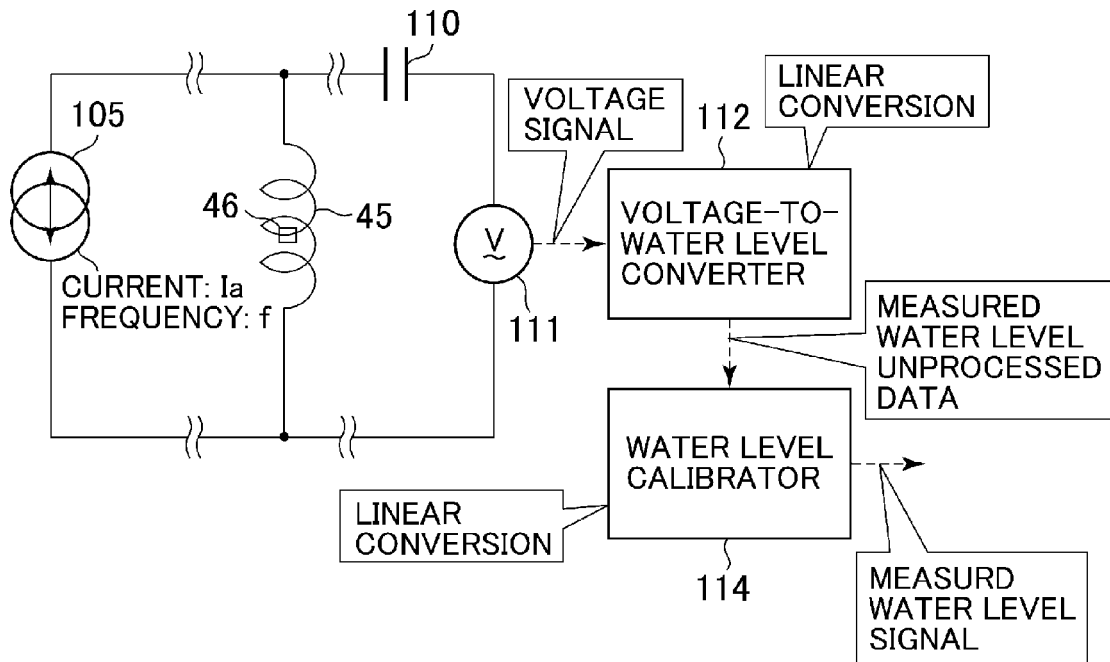 110
105
46
45
CURRENT: Ia
FREQUENCY: f
V
~
111
VOLTAGE
SIGNAL
112
LINEAR
CONVERSION
VOLTAGE-TO-
WATER LEVEL
CONVERTER
MEASURED
WATER LEVEL
UNPROCESSED
DATA
WATER LEVEL
CALIBRATOR
LINEAR
CONVERSION
114
MEASURD
WATER LEVEL
SIGNAL